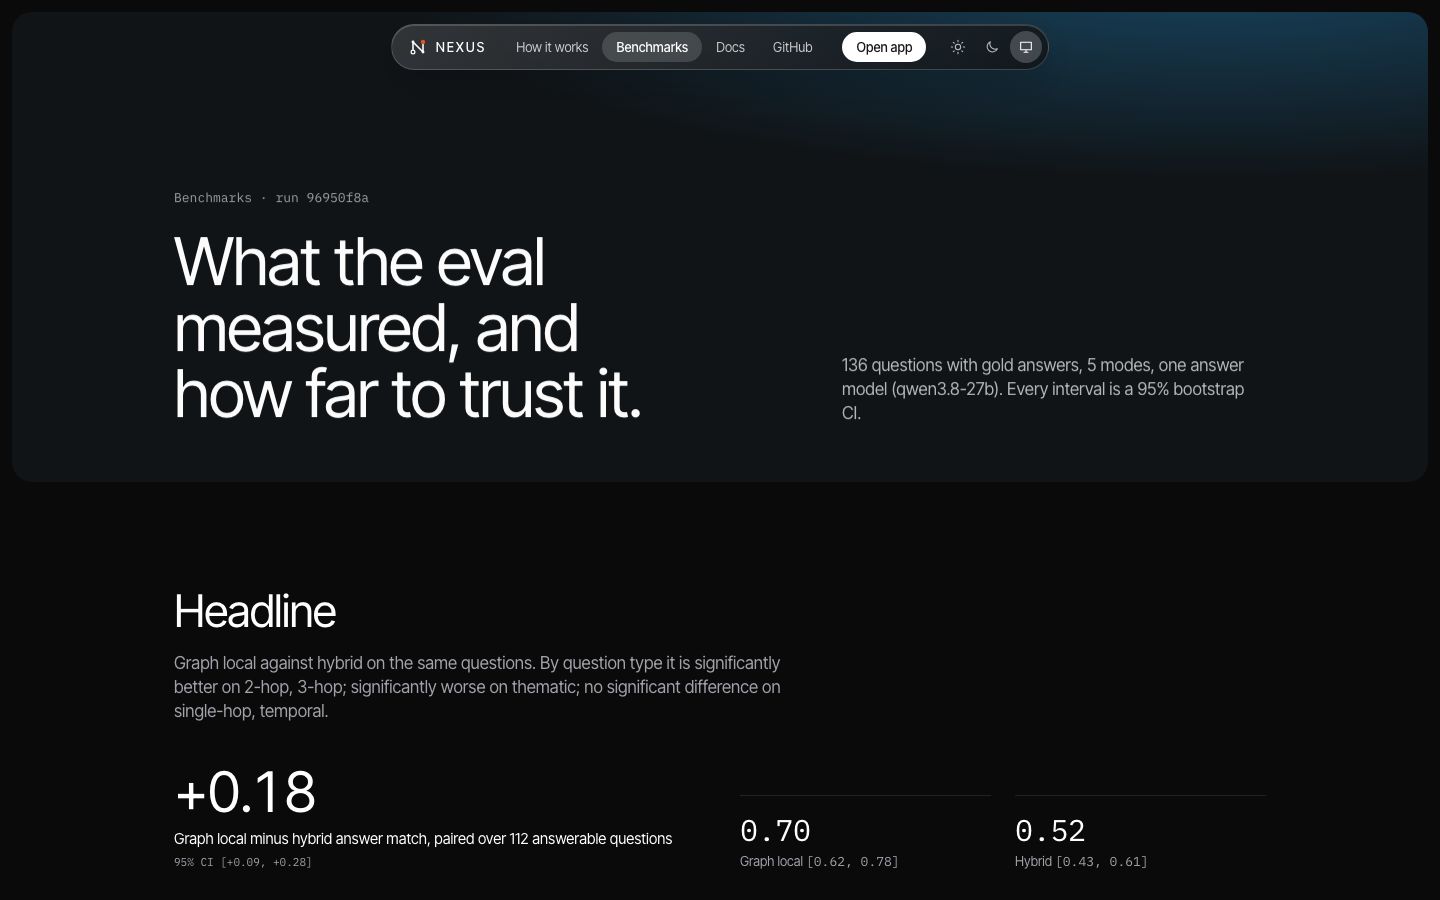 NEXUS How it works Benchmarks Docs GitHub Open app
Benchmarks · run 96950f8a
What the eval
measured, and
how far to trust it.
136 questions with gold answers, 5 modes, one answer
model (qwen3.8-27b). Every interval is a 95% bootstrap
CI.
Headline
Graph local against hybrid on the same questions. By question type it is significantly
better on 2-hop, 3-hop; significantly worse on thematic; no significant difference on
single-hop, temporal.
+0.18
Graph local minus hybrid answer match, paired over 112 answerable questions
95% CI [+0.09, +0.28]
0.70
Graph local [0.62, 0.78]
0.52
Hybrid [0.43, 0.61]